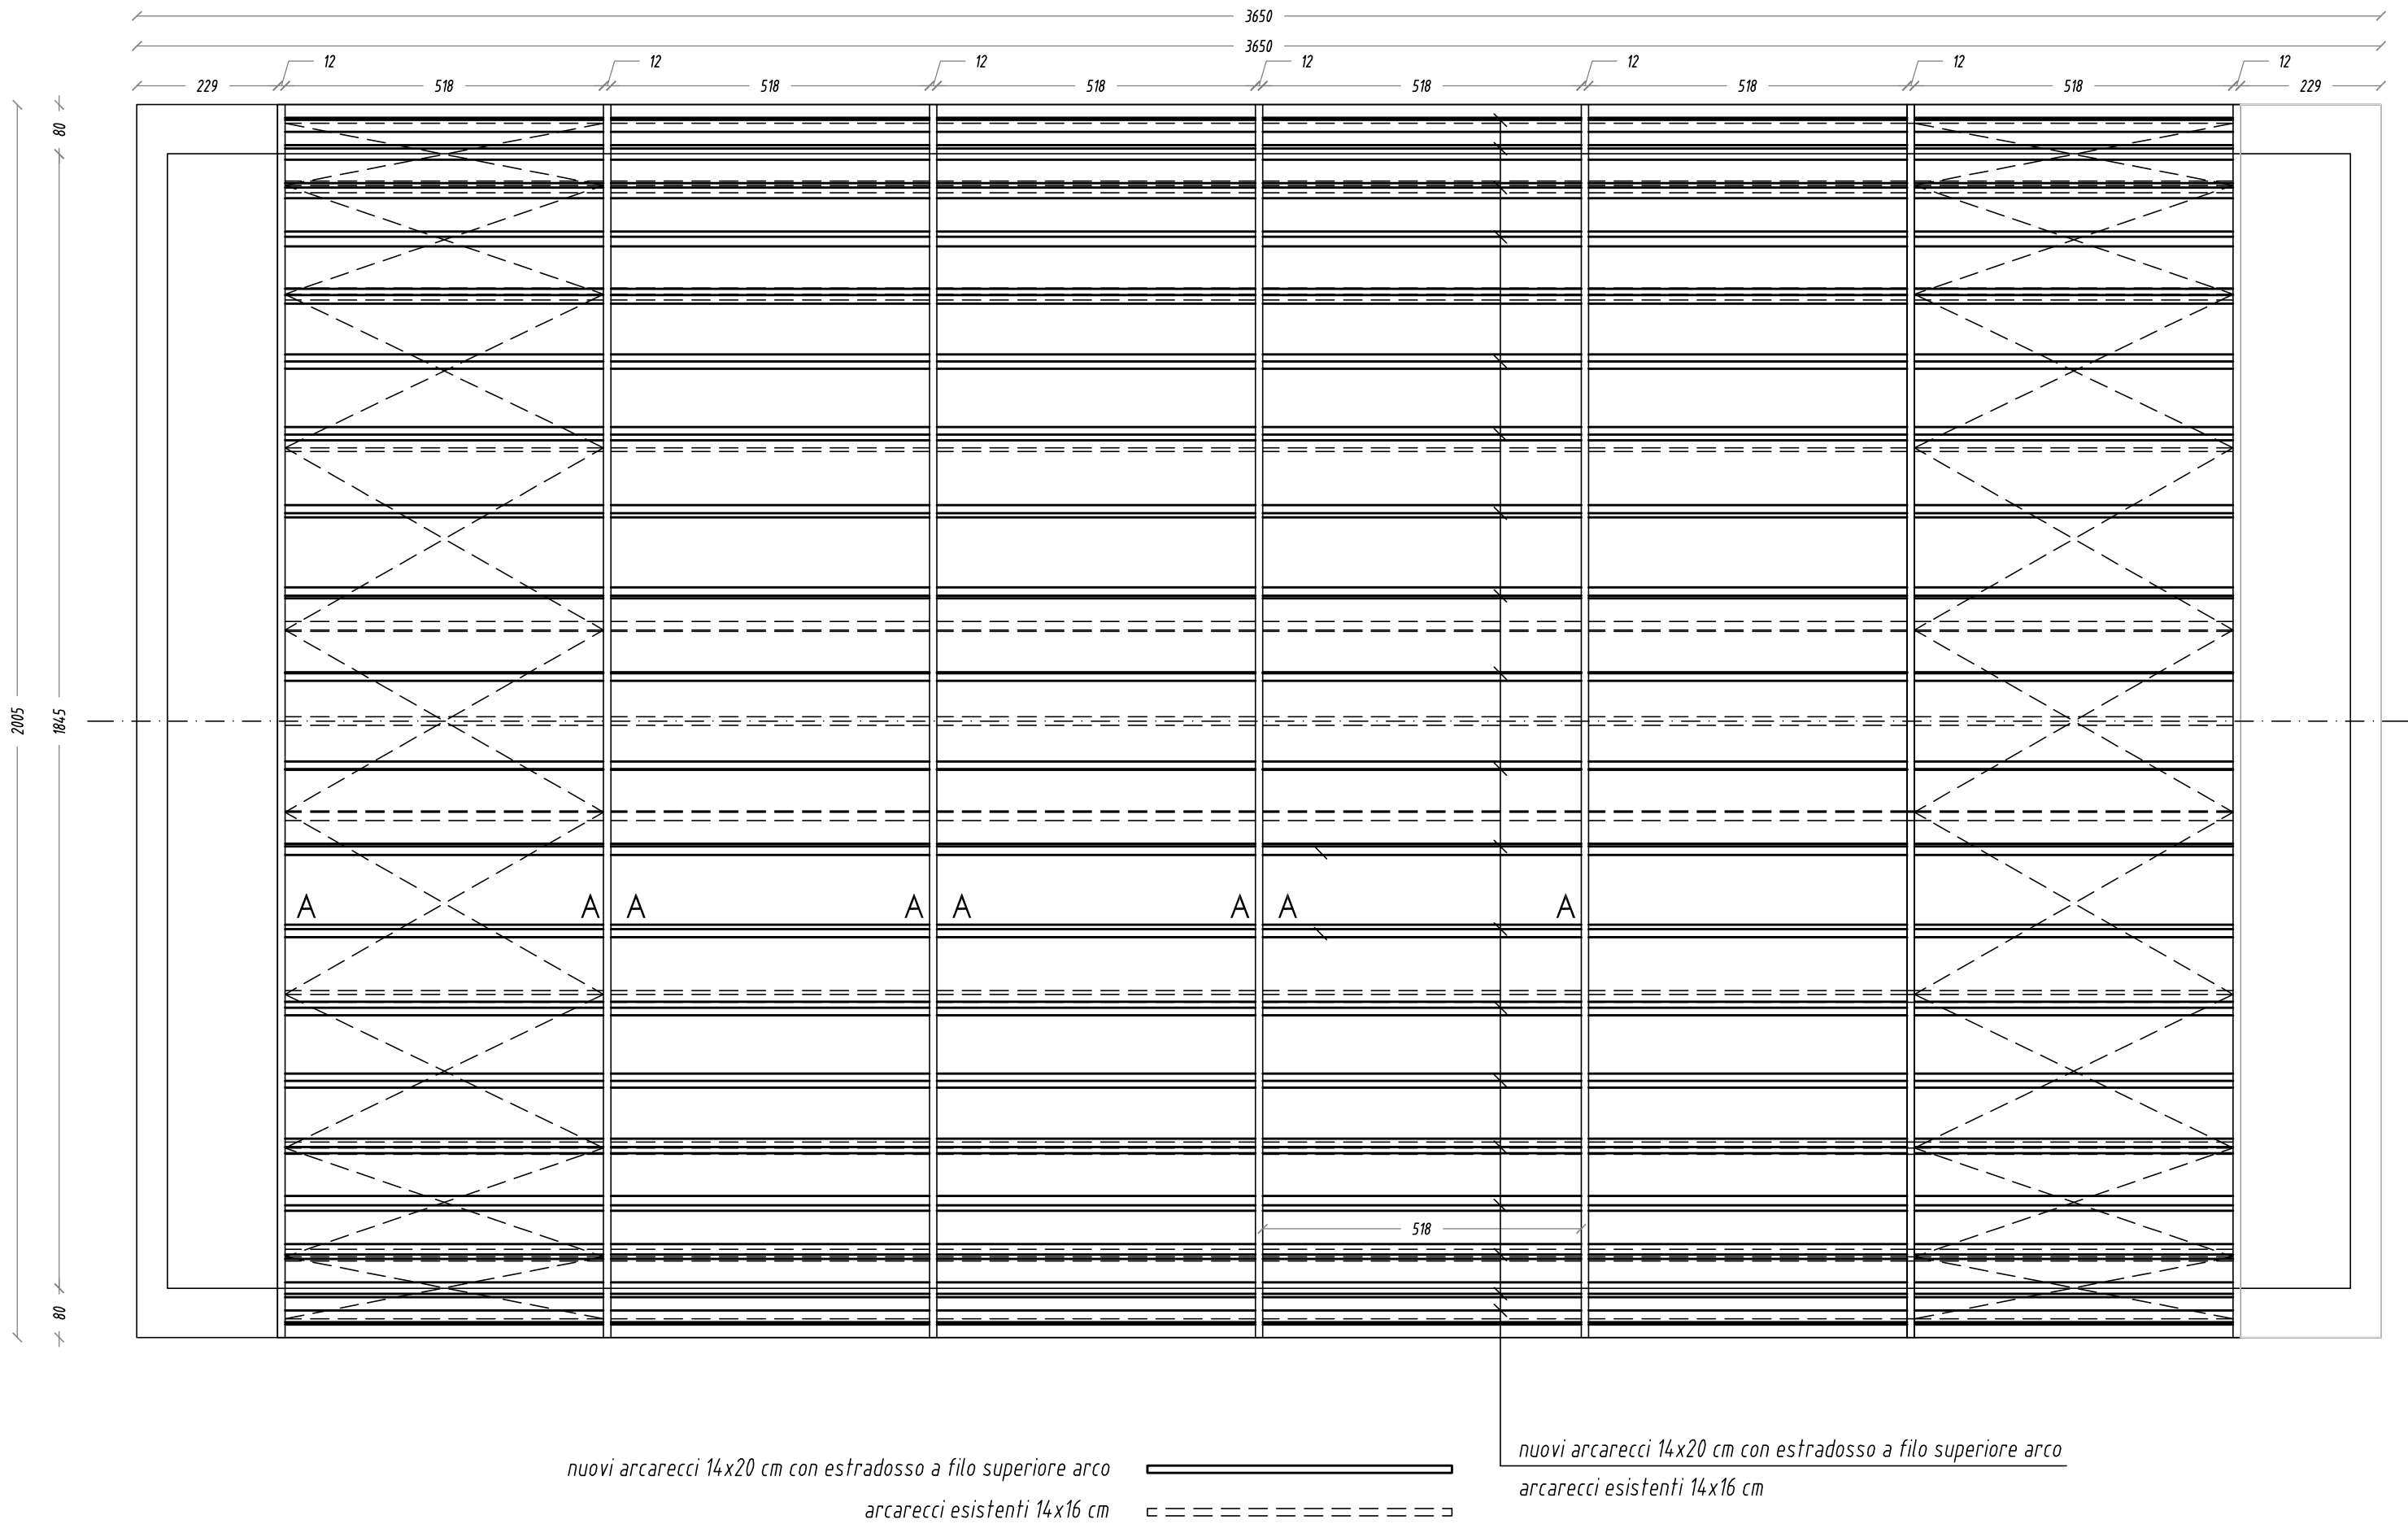 3650
3650
12 12 12 12 12 12 12
229 518 518 518 518 518 518 229
80
2005
1845
A A A A A A A A
518
80
nuovi arcarecci 14x20 cm con estradosso a filo superiore arco
arcarecci esistenti 14x16 cm
nuovi arcarecci 14x20 cm con estradosso a filo superiore arco
arcarecci esistenti 14x16 cm